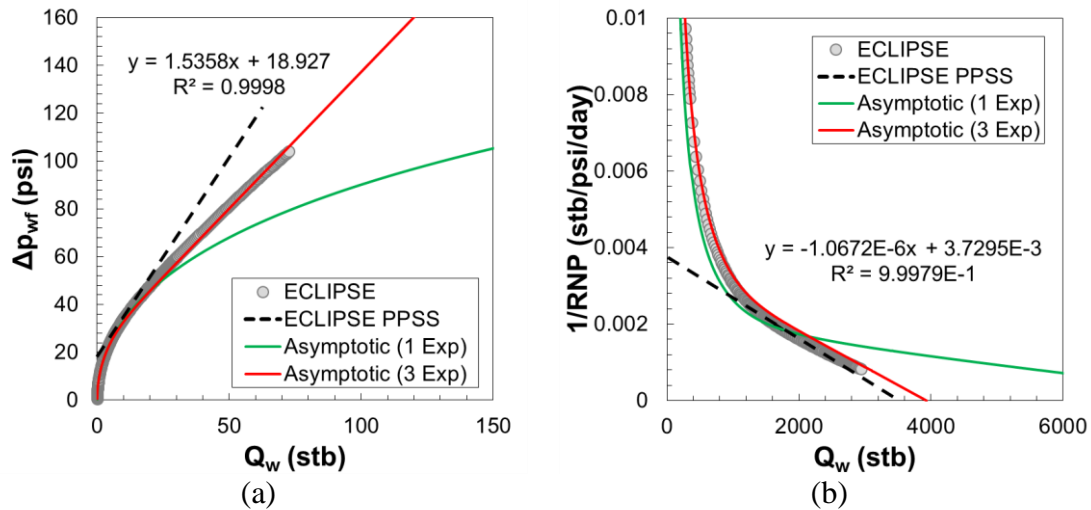 160
140
120
100
80
60
40
20
0
Δp_wf (psi)
y = 1.5358x + 18.927
R² = 0.9998
ECLIPSE
ECLIPSE PPSS
Asymptotic (1 Exp)
Asymptotic (3 Exp)
0 50 100 150
Q_w (stb)
(a)
0.01
0.008
0.006
0.004
0.002
0
1/RNP (stb/psi/day)
ECLIPSE
ECLIPSE PPSS
Asymptotic (1 Exp)
Asymptotic (3 Exp)
y = -1.0672E-6x + 3.7295E-3
R² = 9.9979E-1
0 2000 4000 6000
Q_w (stb)
(b)